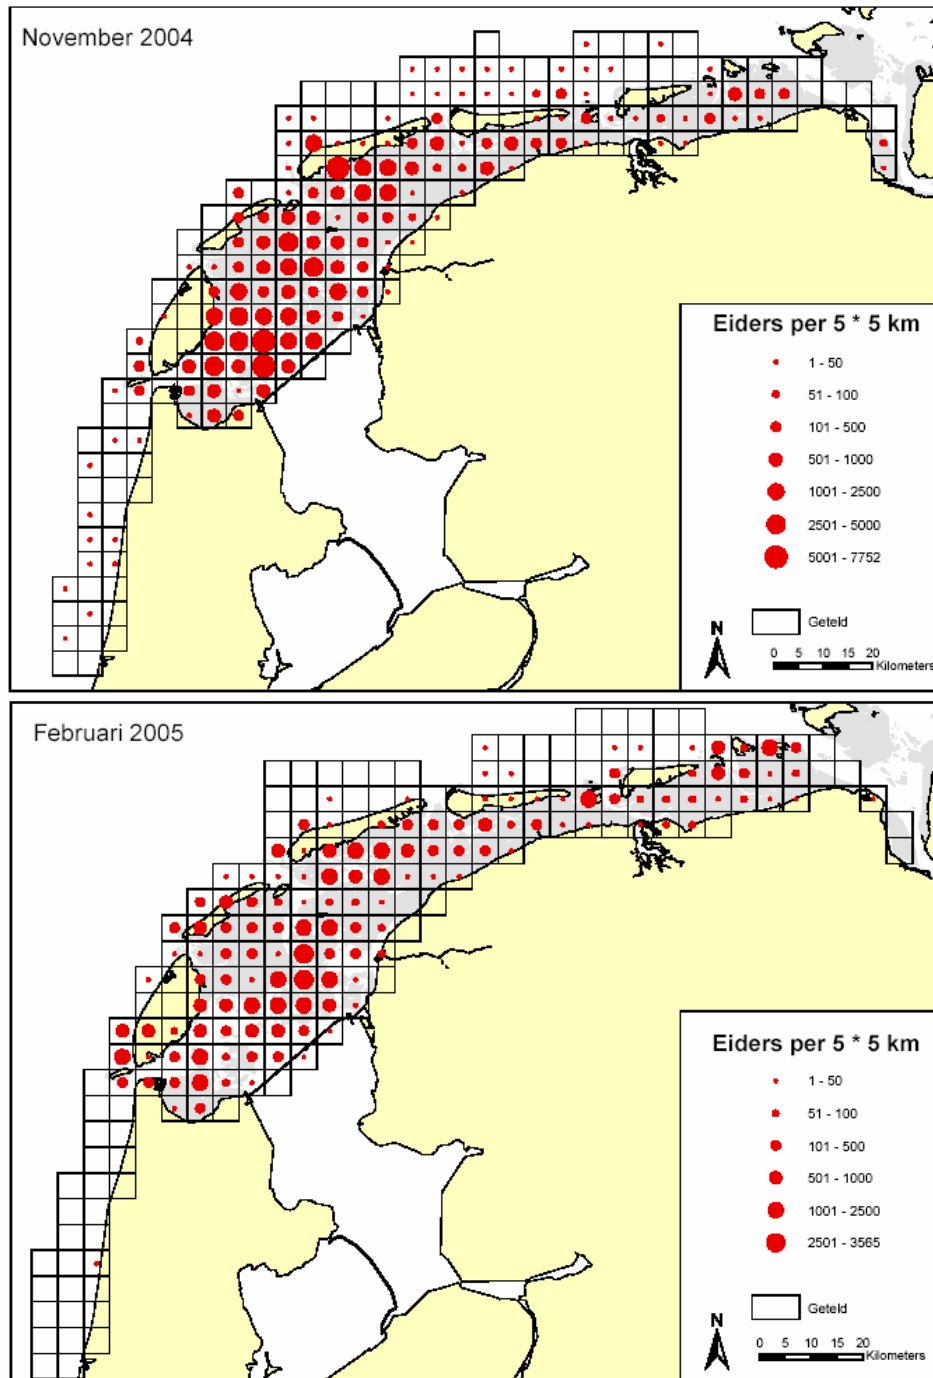 November 2004
Eiders per 5 * 5 km
1 - 50
51 - 100
101 - 500
501 - 1000
1001 - 2500
2501 - 5000
5001 - 7752
N
Geteld
0 5 10 15 20
Kilometers
Februari 2005
Eiders per 5 * 5 km
1 - 50
51 - 100
101 - 500
501 - 1000
1001 - 2500
2501 - 3565
N
Geteld
0 5 10 15 20
Kilometers